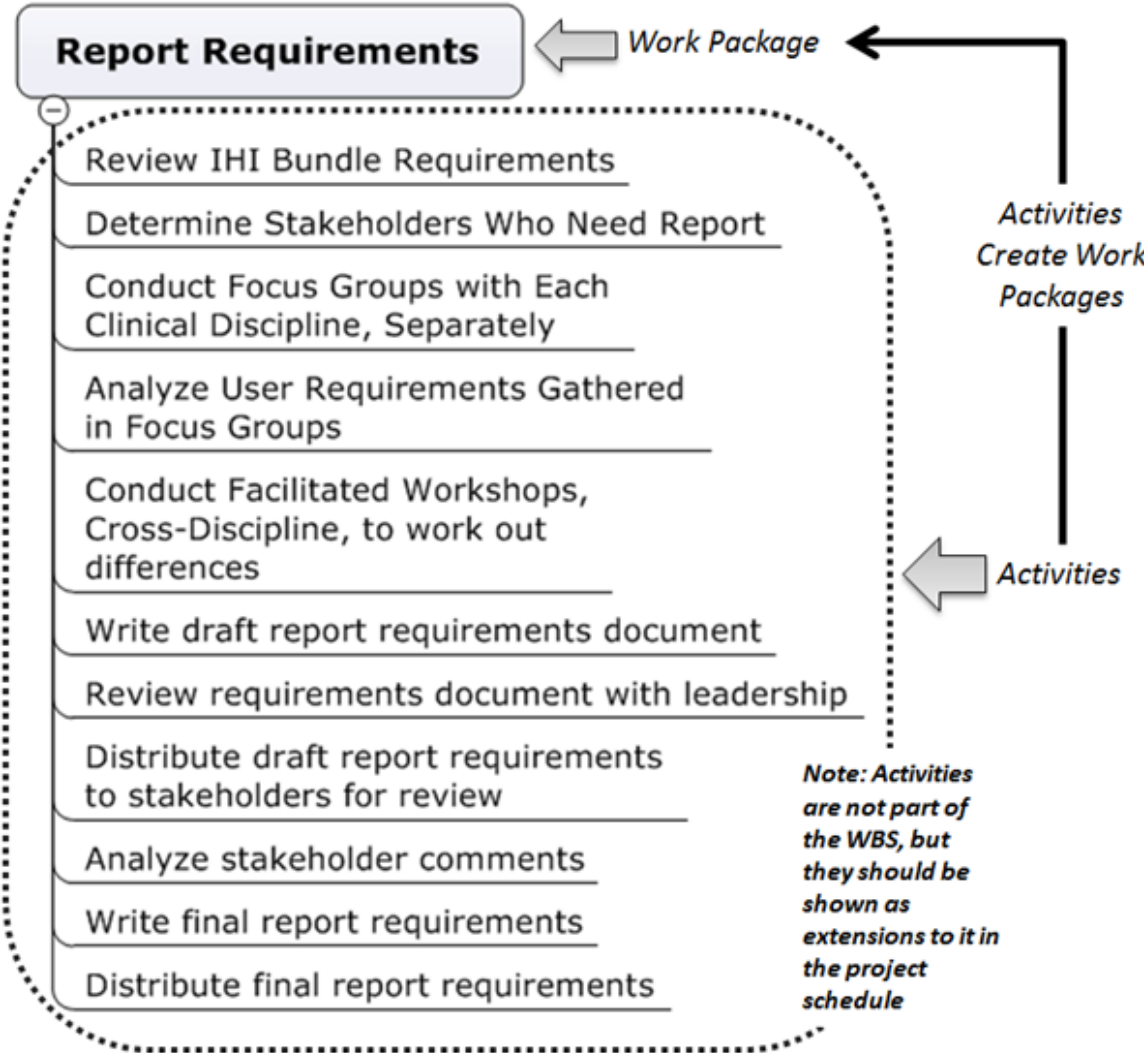 Report Requirements
Work Package
Review IHI Bundle Requirements
Determine Stakeholders Who Need Report
Conduct Focus Groups with Each
Clinical Discipline, Separately
Analyze User Requirements Gathered
in Focus Groups
Conduct Facilitated Workshops,
Cross-Discipline, to work out
differences
Write draft report requirements document
Review requirements document with leadership
Distribute draft report requirements
to stakeholders for review
Analyze stakeholder comments
Write final report requirements
Distribute final report requirements
Activities
Create Work
Packages
Activities
Note: Activities
are not part of
the WBS, but
they should be
shown as
extensions to it in
the project
schedule